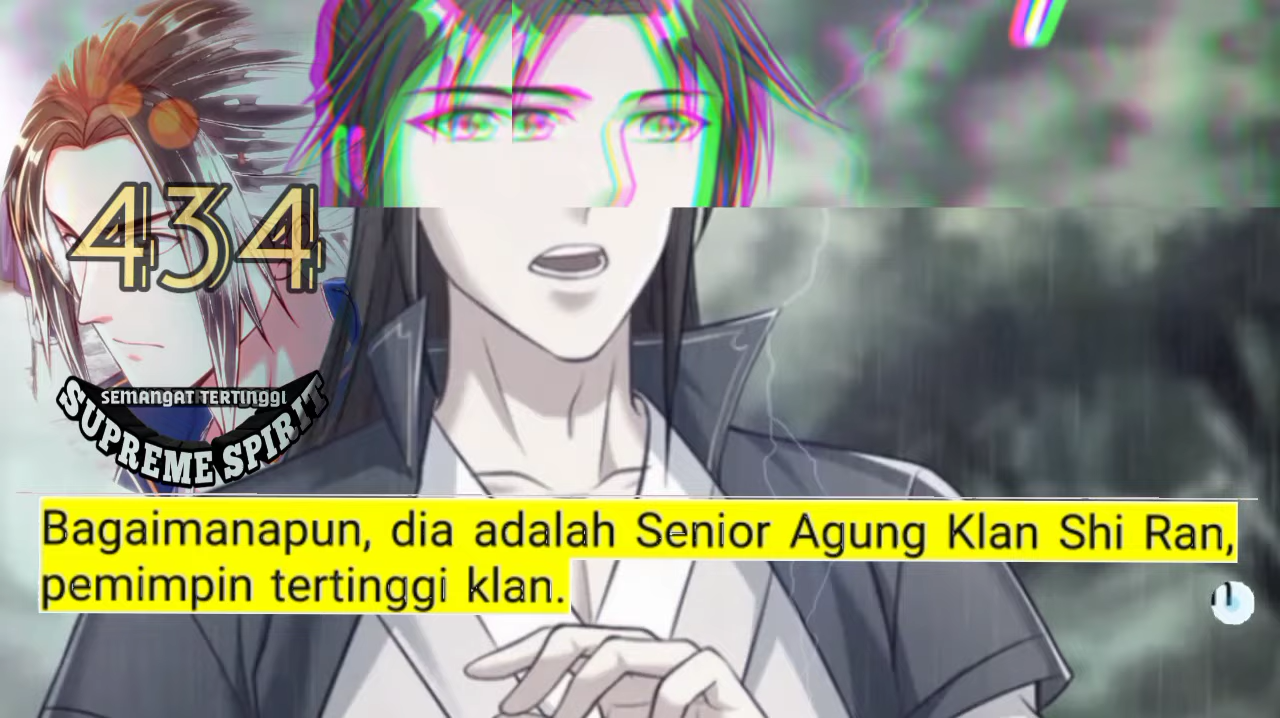 434
SEMANGAT TERTINGGI
SUPREME SPIRIT
Bagaimanapun, dia adalah Senior Agung Klan Shi Ran,
pemimpin tertinggi klan.